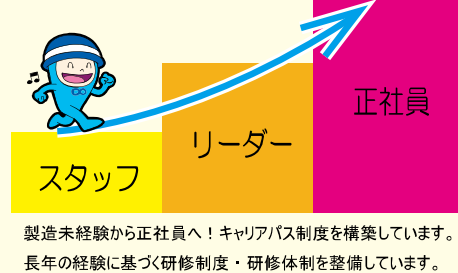 正社員
リーダー
スタッフ
製造未経験から正社員へ！キャリアパス制度を構築しています。
長年の経験に基づく研修制度・研修体制を整備しています。